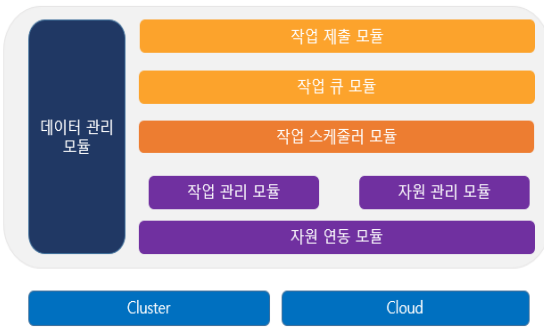 데이터 관리
모듈
작업 제출 모듈
작업 큐 모듈
작업 스케줄러 모듈
작업 관리 모듈
자원 관리 모듈
자원 연동 모듈
Cluster
Cloud